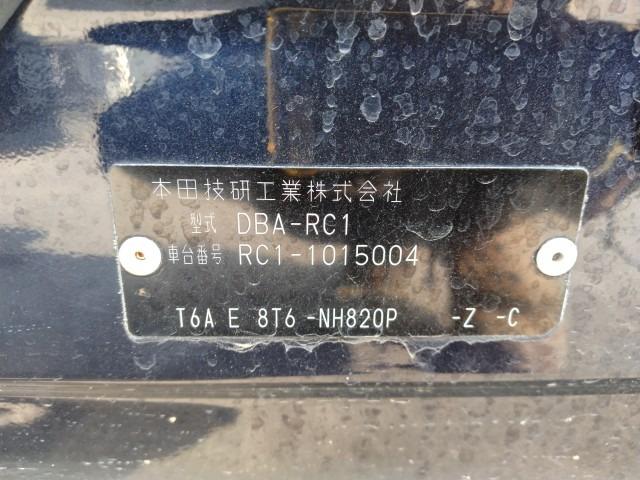 本田技研工業株式会社
型式 DBA-RC1
車台番号 RC1-1015004
T6A E 8T6 -NH820P -Z -C